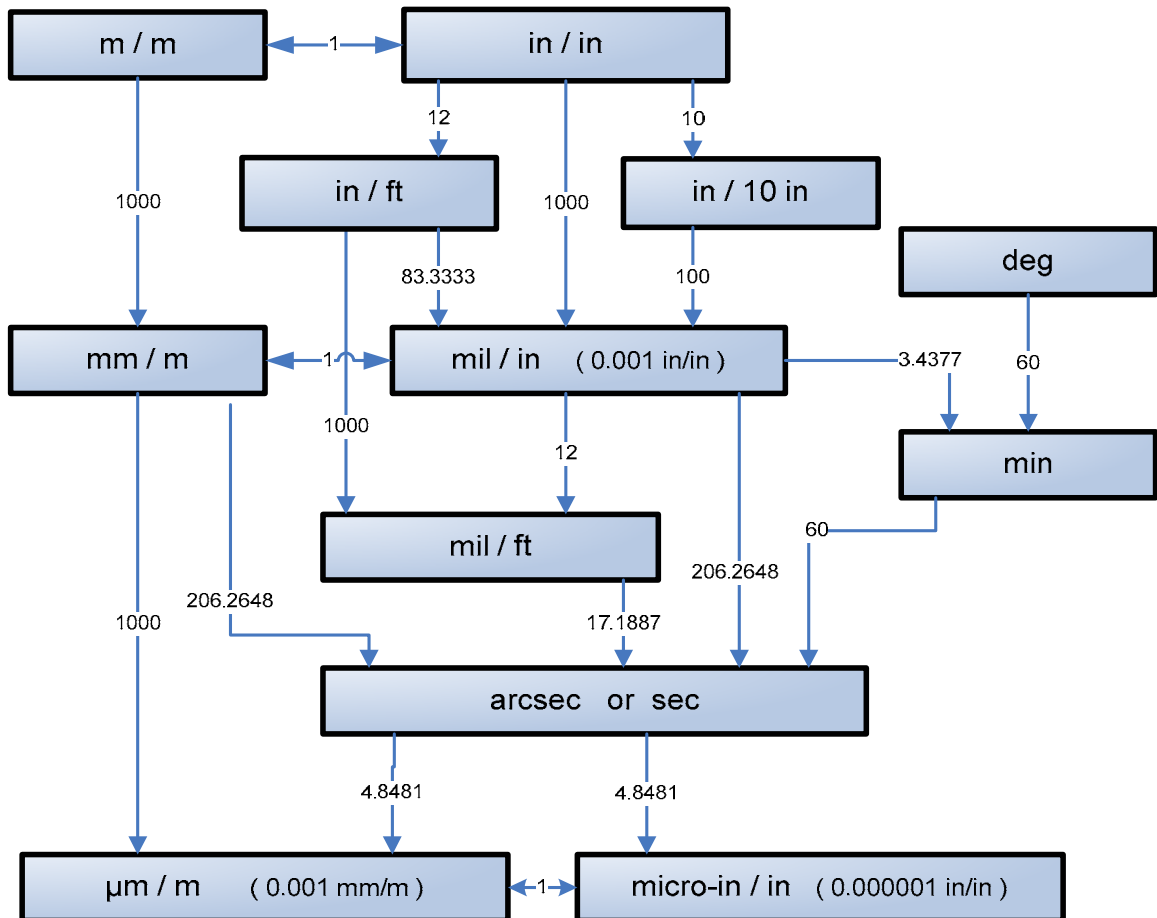 m / m
1
in / in
12
10
1000
in / ft
1000
in / 10 in
83.3333
100
deg
mm / m
1
mil / in ( 0.001 in/in )
3.4377
60
1000
12
min
mil / ft
60
206.2648
206.2648
1000
17.1887
arcsec or sec
4.8481
4.8481
µm / m ( 0.001 mm/m )
1
micro-in / in ( 0.000001 in/in )